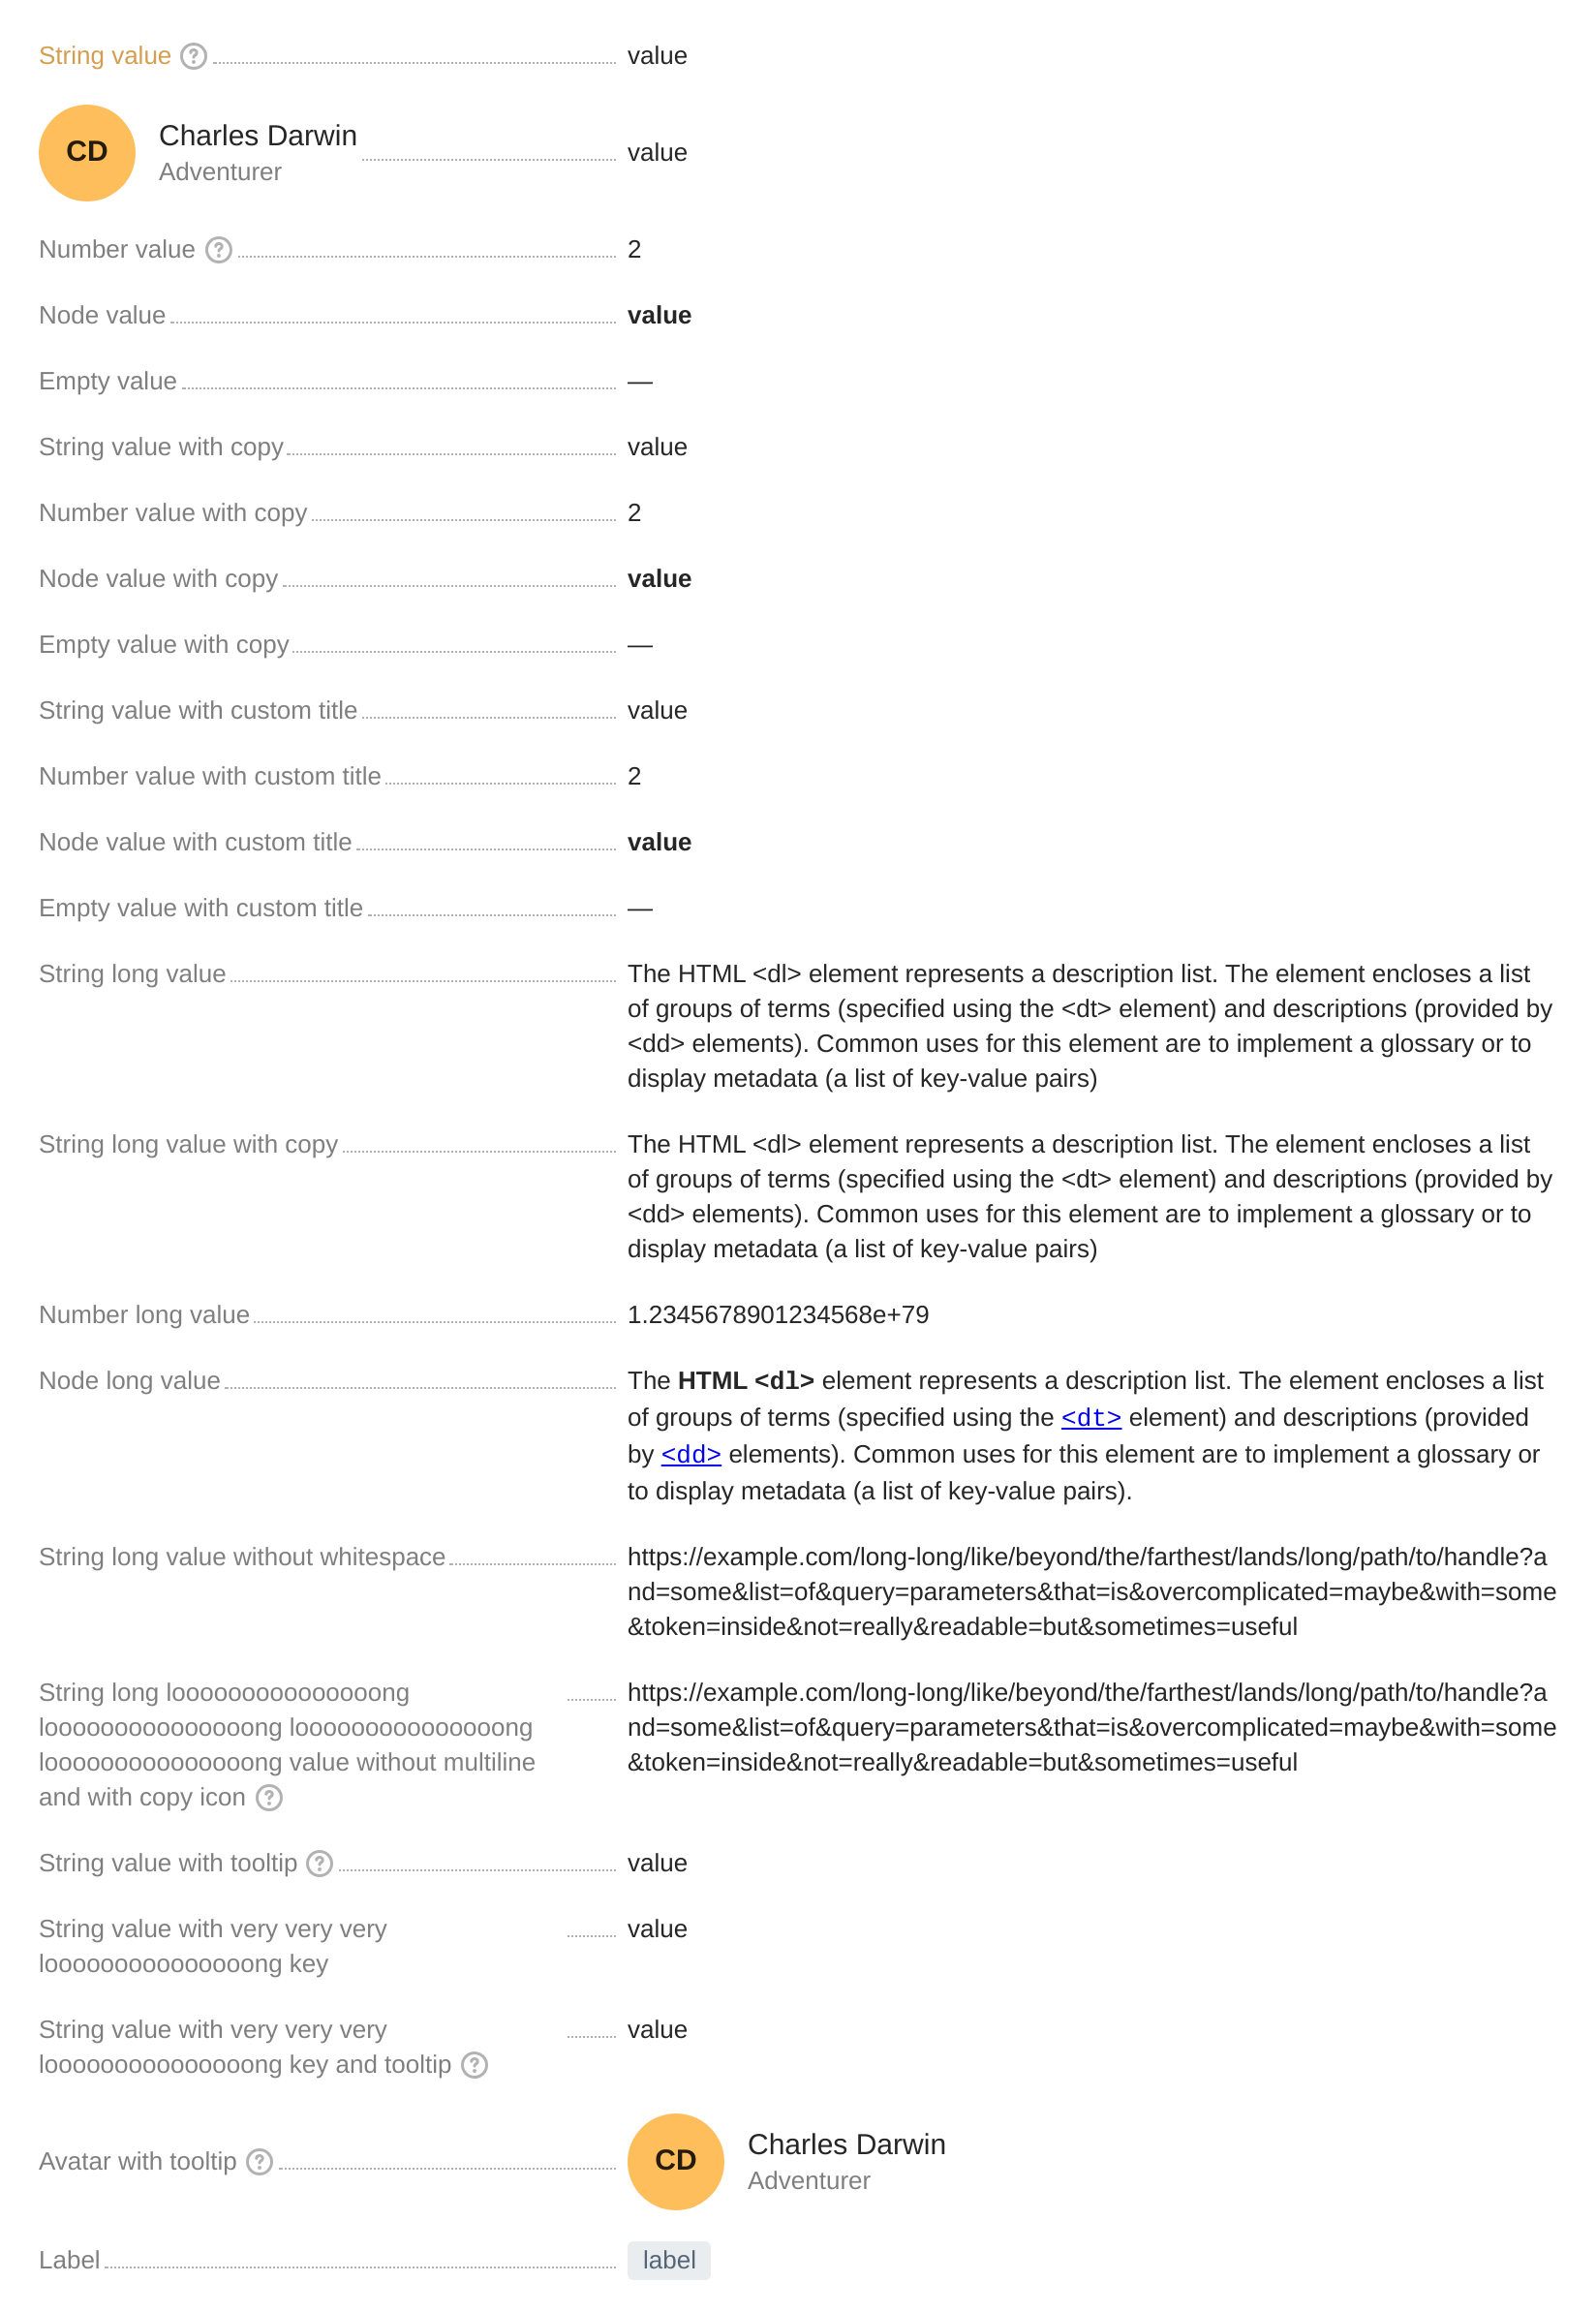 String value ? value
CD Charles Darwin
Adventurer
value
Number value ? 2
Node value value
Empty value —
String value with copy value
Number value with copy 2
Node value with copy value
Empty value with copy —
String value with custom title value
Number value with custom title 2
Node value with custom title value
Empty value with custom title —
String long value The HTML <dl> element represents a description list. The element encloses a list
of groups of terms (specified using the <dt> element) and descriptions (provided by
<dd> elements). Common uses for this element are to implement a glossary or to
display metadata (a list of key-value pairs)
String long value with copy The HTML <dl> element represents a description list. The element encloses a list
of groups of terms (specified using the <dt> element) and descriptions (provided by
<dd> elements). Common uses for this element are to implement a glossary or to
display metadata (a list of key-value pairs)
Number long value 1.2345678901234568e+79
Node long value The HTML <dl> element represents a description list. The element encloses a list
of groups of terms (specified using the <dt> element) and descriptions (provided
by <dd> elements). Common uses for this element are to implement a glossary or
to display metadata (a list of key-value pairs).
String long value without whitespace https://example.com/long-long/like/beyond/the/farthest/lands/long/path/to/handle?a
nd=some&list=of&query=parameters&that=is&overcomplicated=maybe&with=some
&token=inside&not=really&readable=but&sometimes=useful
String long looooooooooooooong
looooooooooooooong looooooooooooooong
looooooooooooooong value without multiline
and with copy icon ?
https://example.com/long-long/like/beyond/the/farthest/lands/long/path/to/handle?a
nd=some&list=of&query=parameters&that=is&overcomplicated=maybe&with=some
&token=inside&not=really&readable=but&sometimes=useful
String value with tooltip ? value
String value with very very very
looooooooooooooong key
value
String value with very very very
looooooooooooooong key and tooltip ?
value
Avatar with tooltip ? CD Charles Darwin
Adventurer
Label label